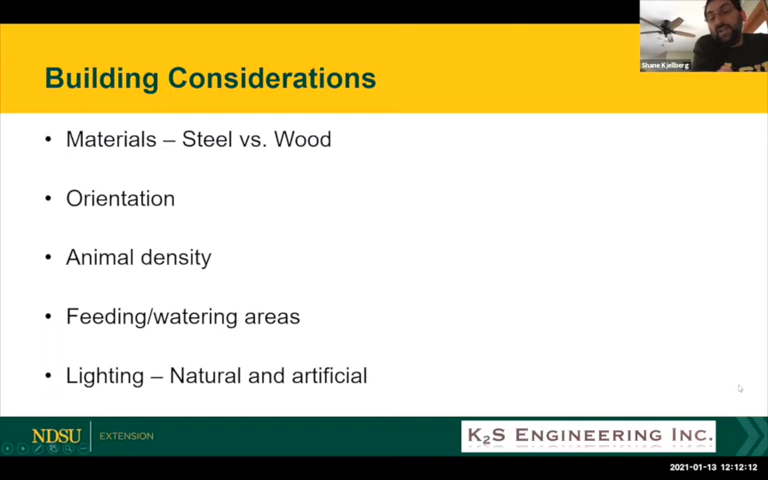 Shane Kjellberg
Building Considerations
• Materials – Steel vs. Wood
• Orientation
• Animal density
• Feeding/watering areas
• Lighting – Natural and artificial
NDSU EXTENSION
K₂S ENGINEERING INC.
2021-01-13 12:12:12